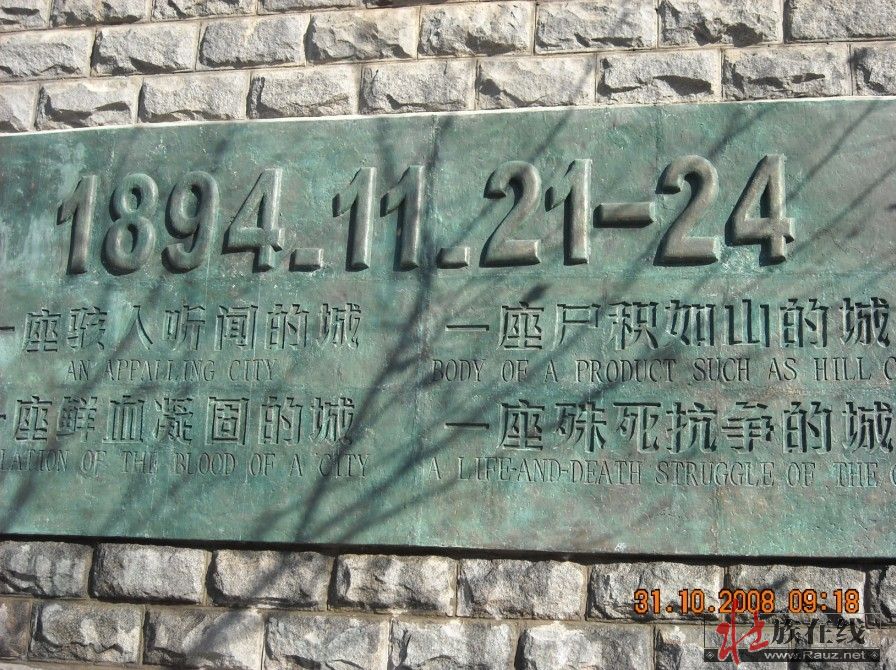 1894.11.21-24
一座骇人听闻的城
AN APPALLING CITY
一座尸积如山的城
BODY OF A PRODUCT SUCH AS HILL C
一座鲜血凝固的城
LATION OF THE BLOOD OF A CITY
一座殊死抗争的城
A LIFE-AND-DEATH STRUGGLE OF THE C
31.10.2008 09:18
壮族在线
www.Rauz.net